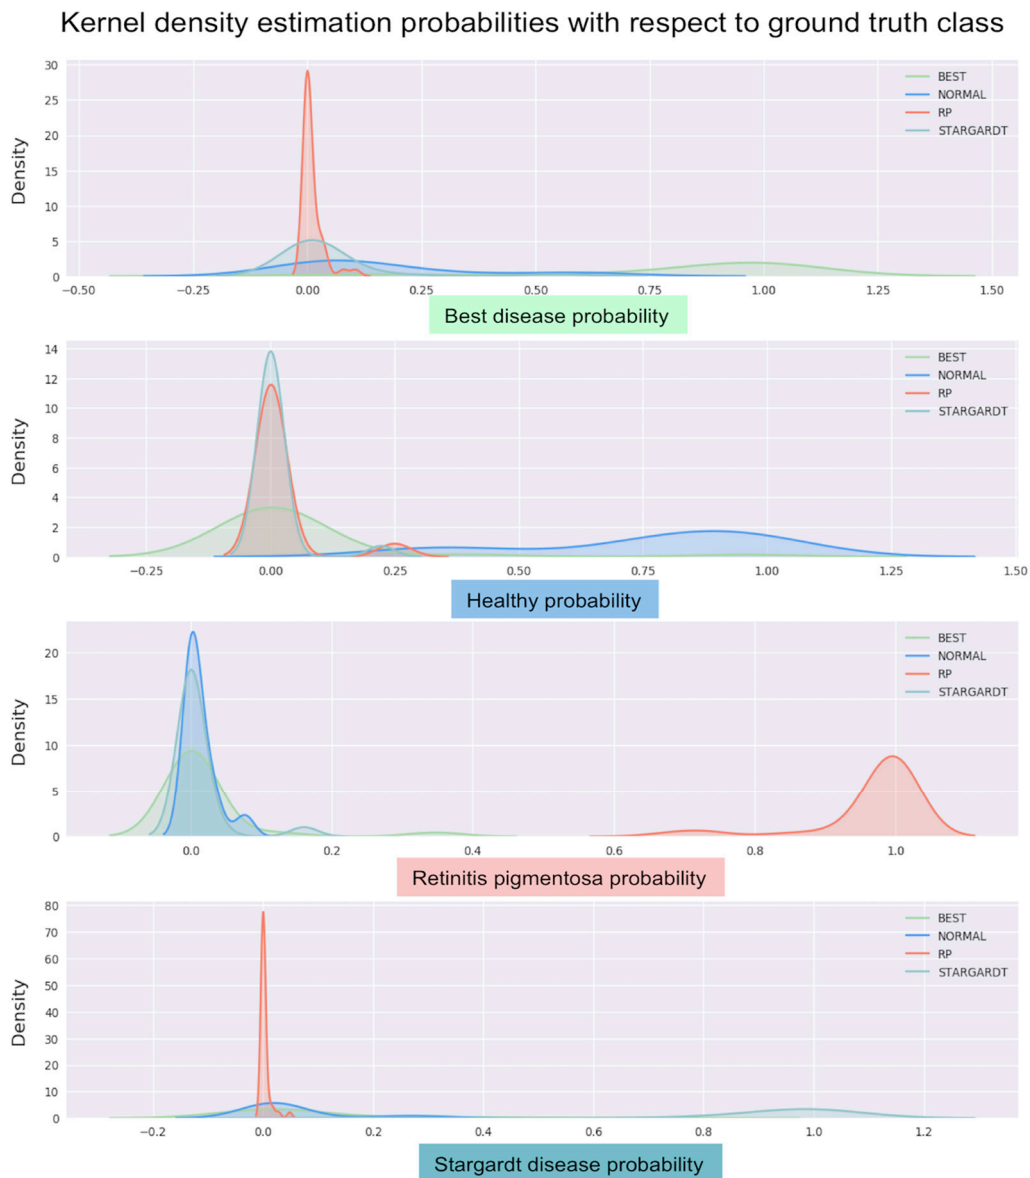 Kernel density estimation probabilities with respect to ground truth class
30
25
20
15
10
5
0
Density
BEST
NORMAL
RP
STARGARDT
−0.50 −0.25 0.00 0.25 0.50 0.75 1.00 1.25 1.50
Best disease probability
14
12
10
8
6
4
2
0
Density
BEST
NORMAL
RP
STARGARDT
−0.25 0.00 0.25 0.50 0.75 1.00 1.25 1.50
Healthy probability
20
15
10
5
0
Density
BEST
NORMAL
RP
STARGARDT
0.0 0.2 0.4 0.6 0.8 1.0
Retinitis pigmentosa probability
80
70
60
50
40
30
20
10
0
Density
BEST
NORMAL
RP
STARGARDT
−0.2 0.0 0.2 0.4 0.6 0.8 1.0 1.2
Stargardt disease probability